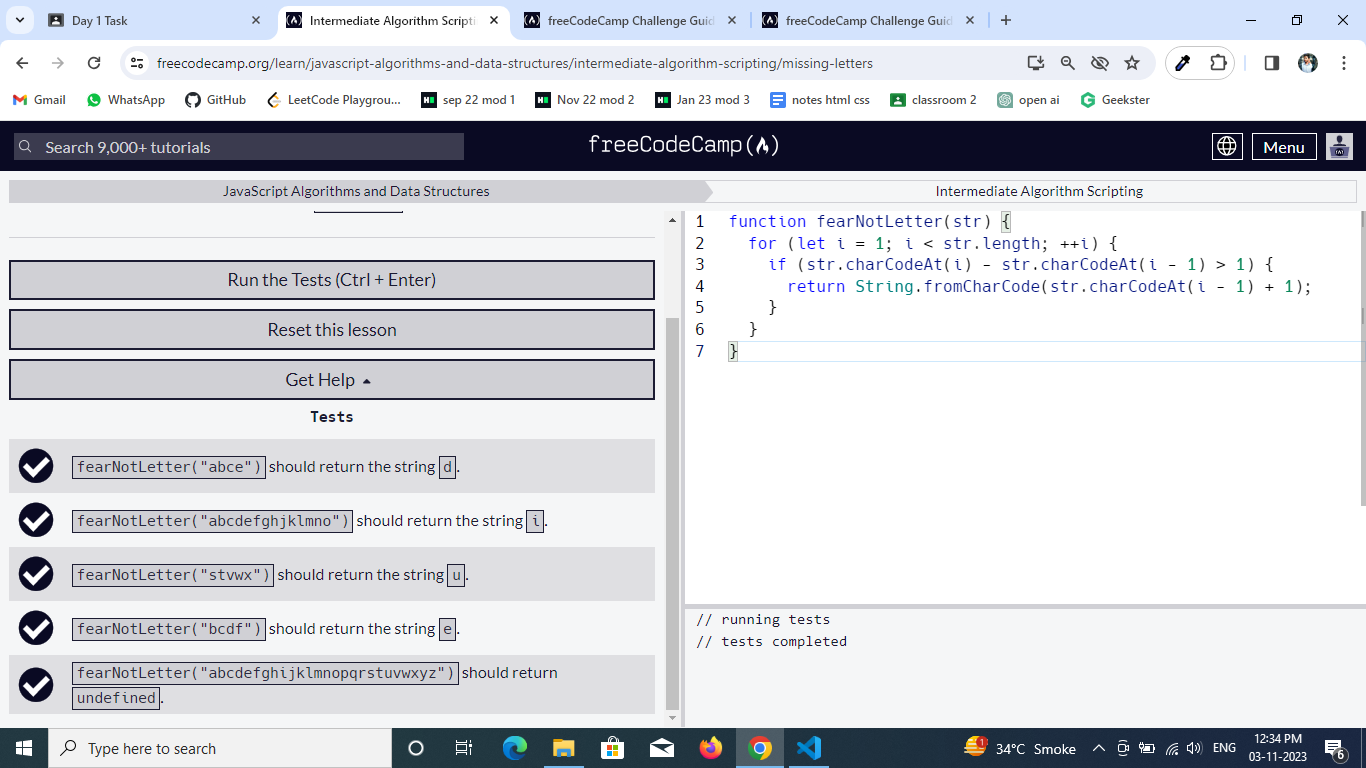 Day 1 Task
Intermediate Algorithm Scripti
freeCodeCamp Challenge Guid
freeCodeCamp Challenge Guid
freecodecamp.org/learn/javascript-algorithms-and-data-structures/intermediate-algorithm-scripting/missing-letters
Gmail
WhatsApp
GitHub
LeetCode Playgrou...
sep 22 mod 1
Nov 22 mod 2
Jan 23 mod 3
notes html css
classroom 2
open ai
Geekster
Search 9,000+ tutorials
freeCodeCamp
Menu
JavaScript Algorithms and Data Structures
Intermediate Algorithm Scripting
Run the Tests (Ctrl + Enter)
Reset this lesson
Get Help
Tests
fearNotLetter("abce") should return the string d.
fearNotLetter("abcdefghjklmno") should return the string i.
fearNotLetter("stvwx") should return the string u.
fearNotLetter("bcdf") should return the string e.
fearNotLetter("abcdefghijklmnopqrstuvwxyz") should return
undefined.
1 function fearNotLetter(str) {
2 for (let i = 1; i < str.length; ++i) {
3 if (str.charCodeAt(i) - str.charCodeAt(i - 1) > 1) {
4 return String.fromCharCode(str.charCodeAt(i - 1) + 1);
5 }
6 }
7 }
// running tests
// tests completed
Type here to search
1
34°C Smoke
ENG
12:34 PM
03-11-2023
6